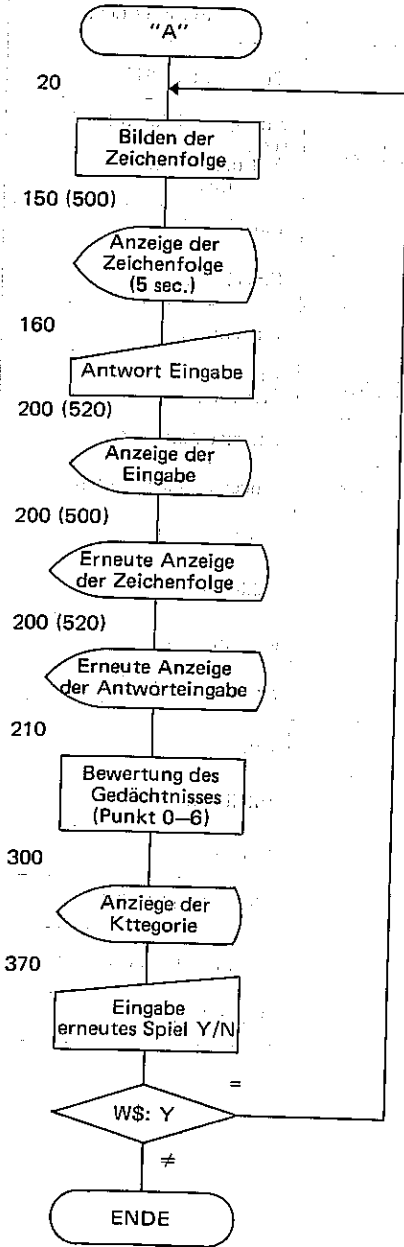 "A"
20
Bilden der
Zeichenfolge
150 (500)
Anzeige der
Zeichenfolge
(5 sec.)
160
Antwort Eingabe
200 (520)
Anzeige der
Eingabe
200 (500)
Erneute Anzeige
der Zeichenfolge
200 (520)
Erneute Anzeige
der Antworteingabe
210
Bewertung des
Gedächtnisses
(Punkt 0–6)
300
Anziege der
Kttegorie
370
Eingabe
erneutes Spiel Y/N
=
W$: Y
≠
ENDE